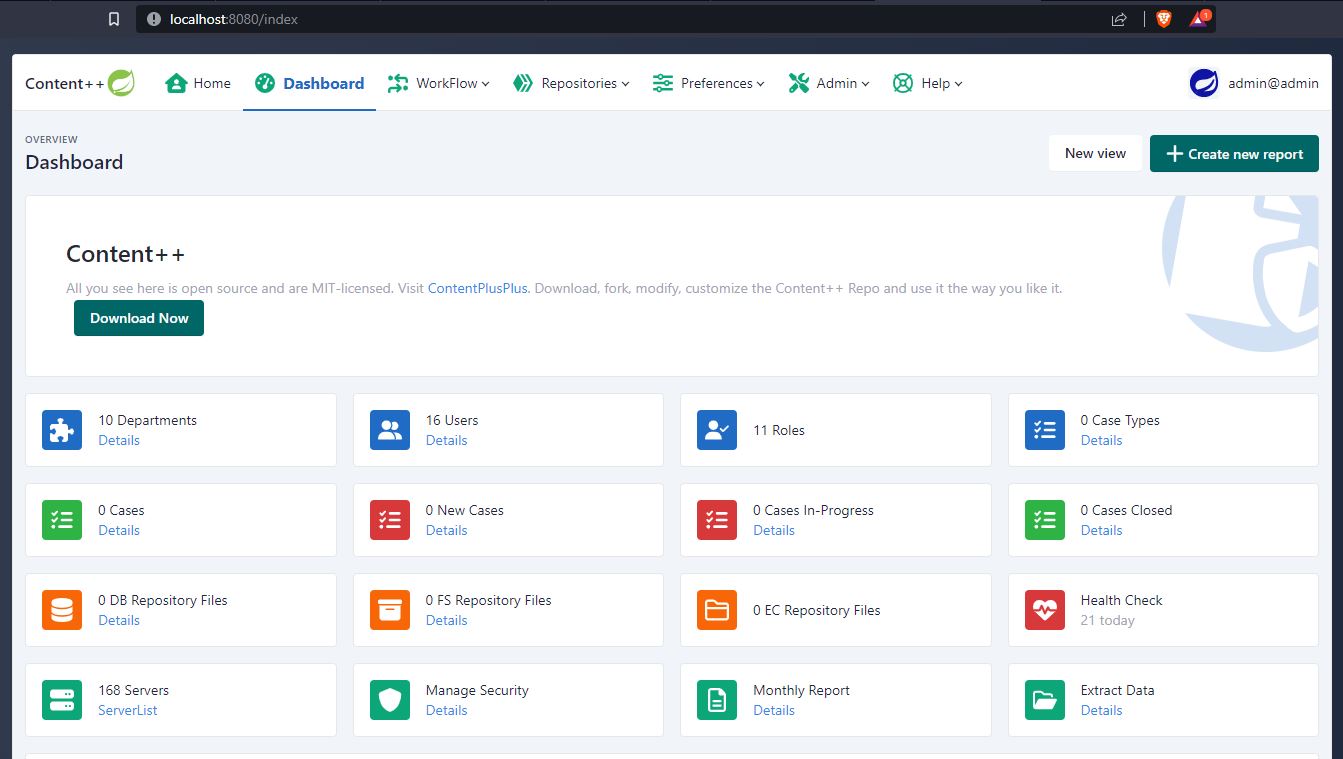 localhost:8080/index
1
Content++
Home
Dashboard
WorkFlow
Repositories
Preferences
Admin
Help
admin@admin
OVERVIEW
Dashboard
New view
Create new report
Content++
All you see here is open source and are MIT-licensed. Visit ContentPlusPlus. Download, fork, modify, customize the Content++ Repo and use it the way you like it.
Download Now
10 Departments
Details
16 Users
Details
11 Roles
0 Case Types
Details
0 Cases
Details
0 New Cases
Details
0 Cases In-Progress
Details
0 Cases Closed
Details
0 DB Repository Files
Details
0 FS Repository Files
Details
0 EC Repository Files
Health Check
21 today
168 Servers
ServerList
Manage Security
Details
Monthly Report
Details
Extract Data
Details